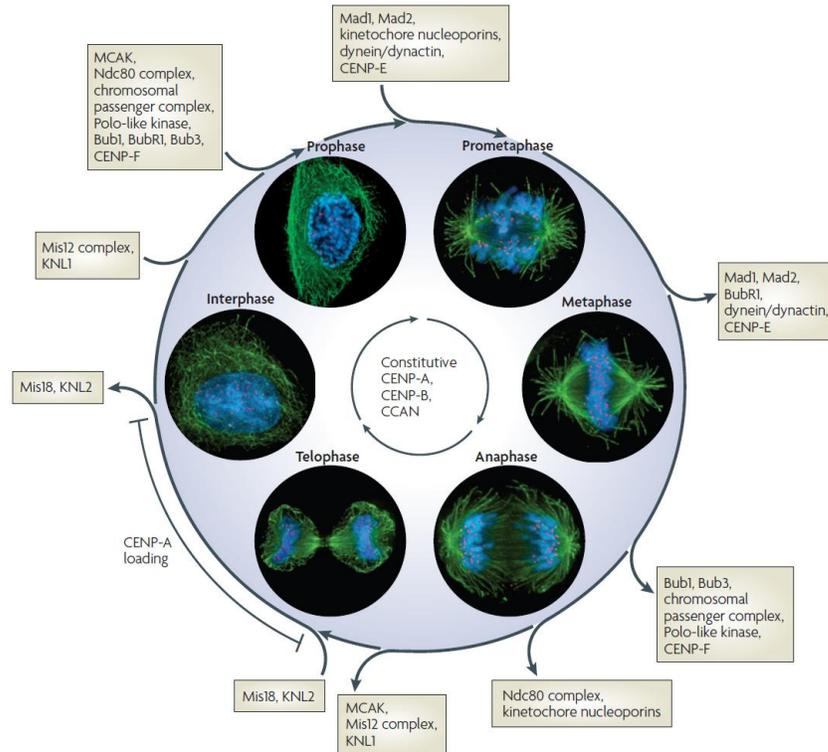 Mad1, Mad2,
kinetochore nucleoporins,
dynein/dynactin,
CENP-E
MCAK,
Ndc80 complex,
chromosomal
passenger complex,
Polo-like kinase,
Bub1, BubR1, Bub3,
CENP-F
Prophase
Prometaphase
Mis12 complex,
KNL1
Mad1, Mad2,
BubR1,
dynein/dynactin,
CENP-E
Interphase
Metaphase
Constitutive
CENP-A,
CENP-B,
CCAN
Mis18, KNL2
Telophase
Anaphase
CENP-A
loading
Bub1, Bub3,
chromosomal
passenger complex,
Polo-like kinase,
CENP-F
Mis18, KNL2
MCAK,
Mis12 complex,
KNL1
Ndc80 complex,
kinetochore nucleoporins